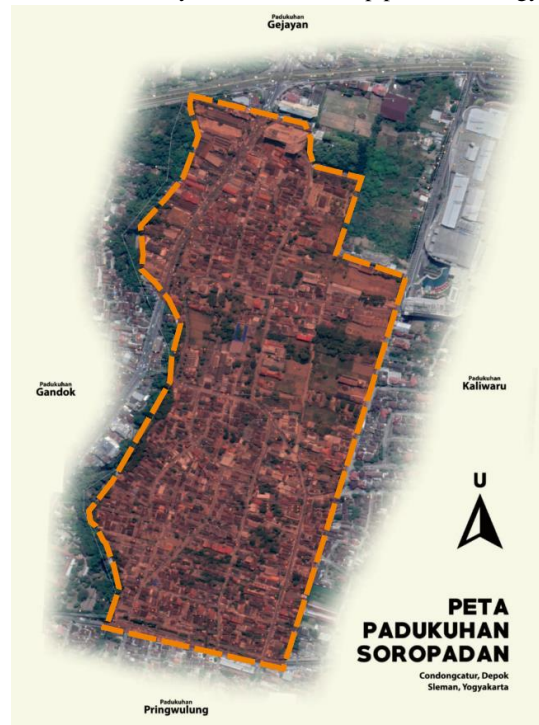 Padukuhan
Gejayan
Padukuhan
Gandok
Padukuhan
Kaliwaru
U
PETA
PADUKUHAN
SOROPADAN
Condongcatur, Depok
Sleman, Yogyakarta
Padukuhan
Pringwulung